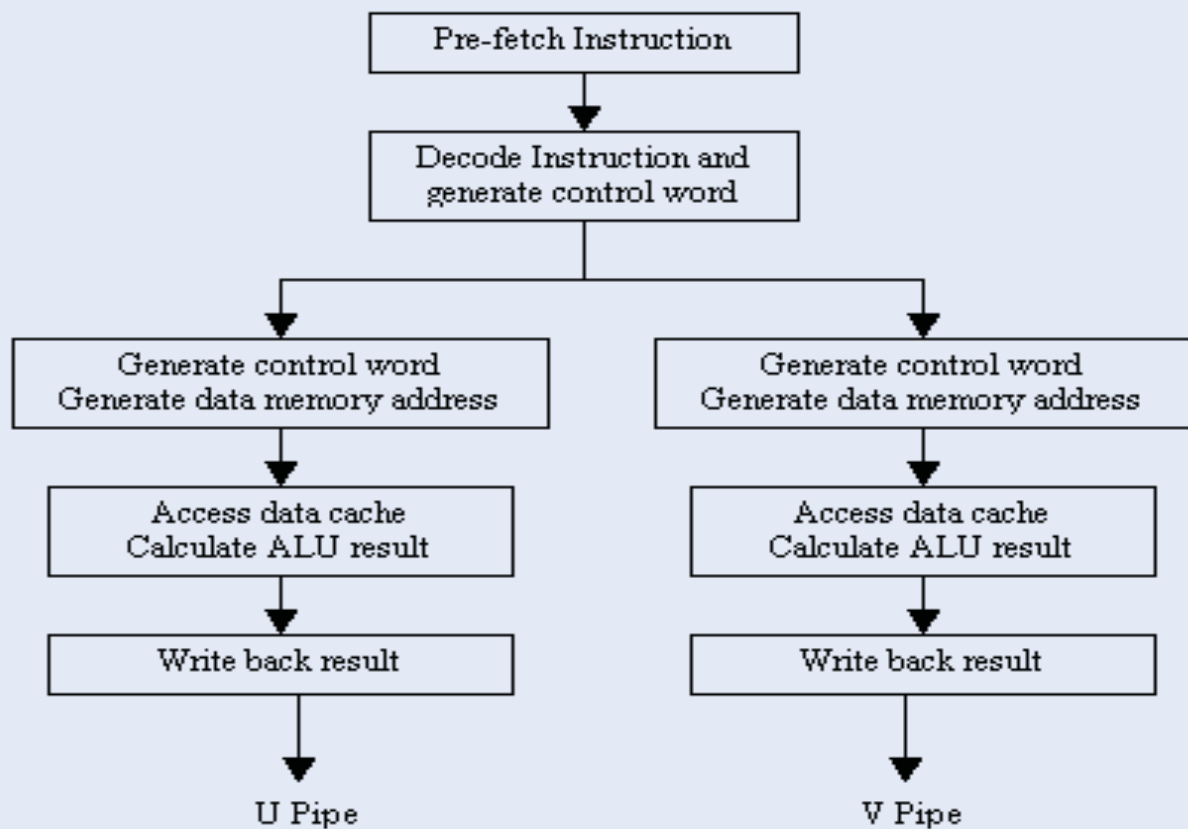 Pre-fetch Instruction
Decode Instruction and
generate control word
Generate control word
Generate data memory address
Generate control word
Generate data memory address
Access data cache
Calculate ALU result
Access data cache
Calculate ALU result
Write back result
Write back result
U Pipe
V Pipe